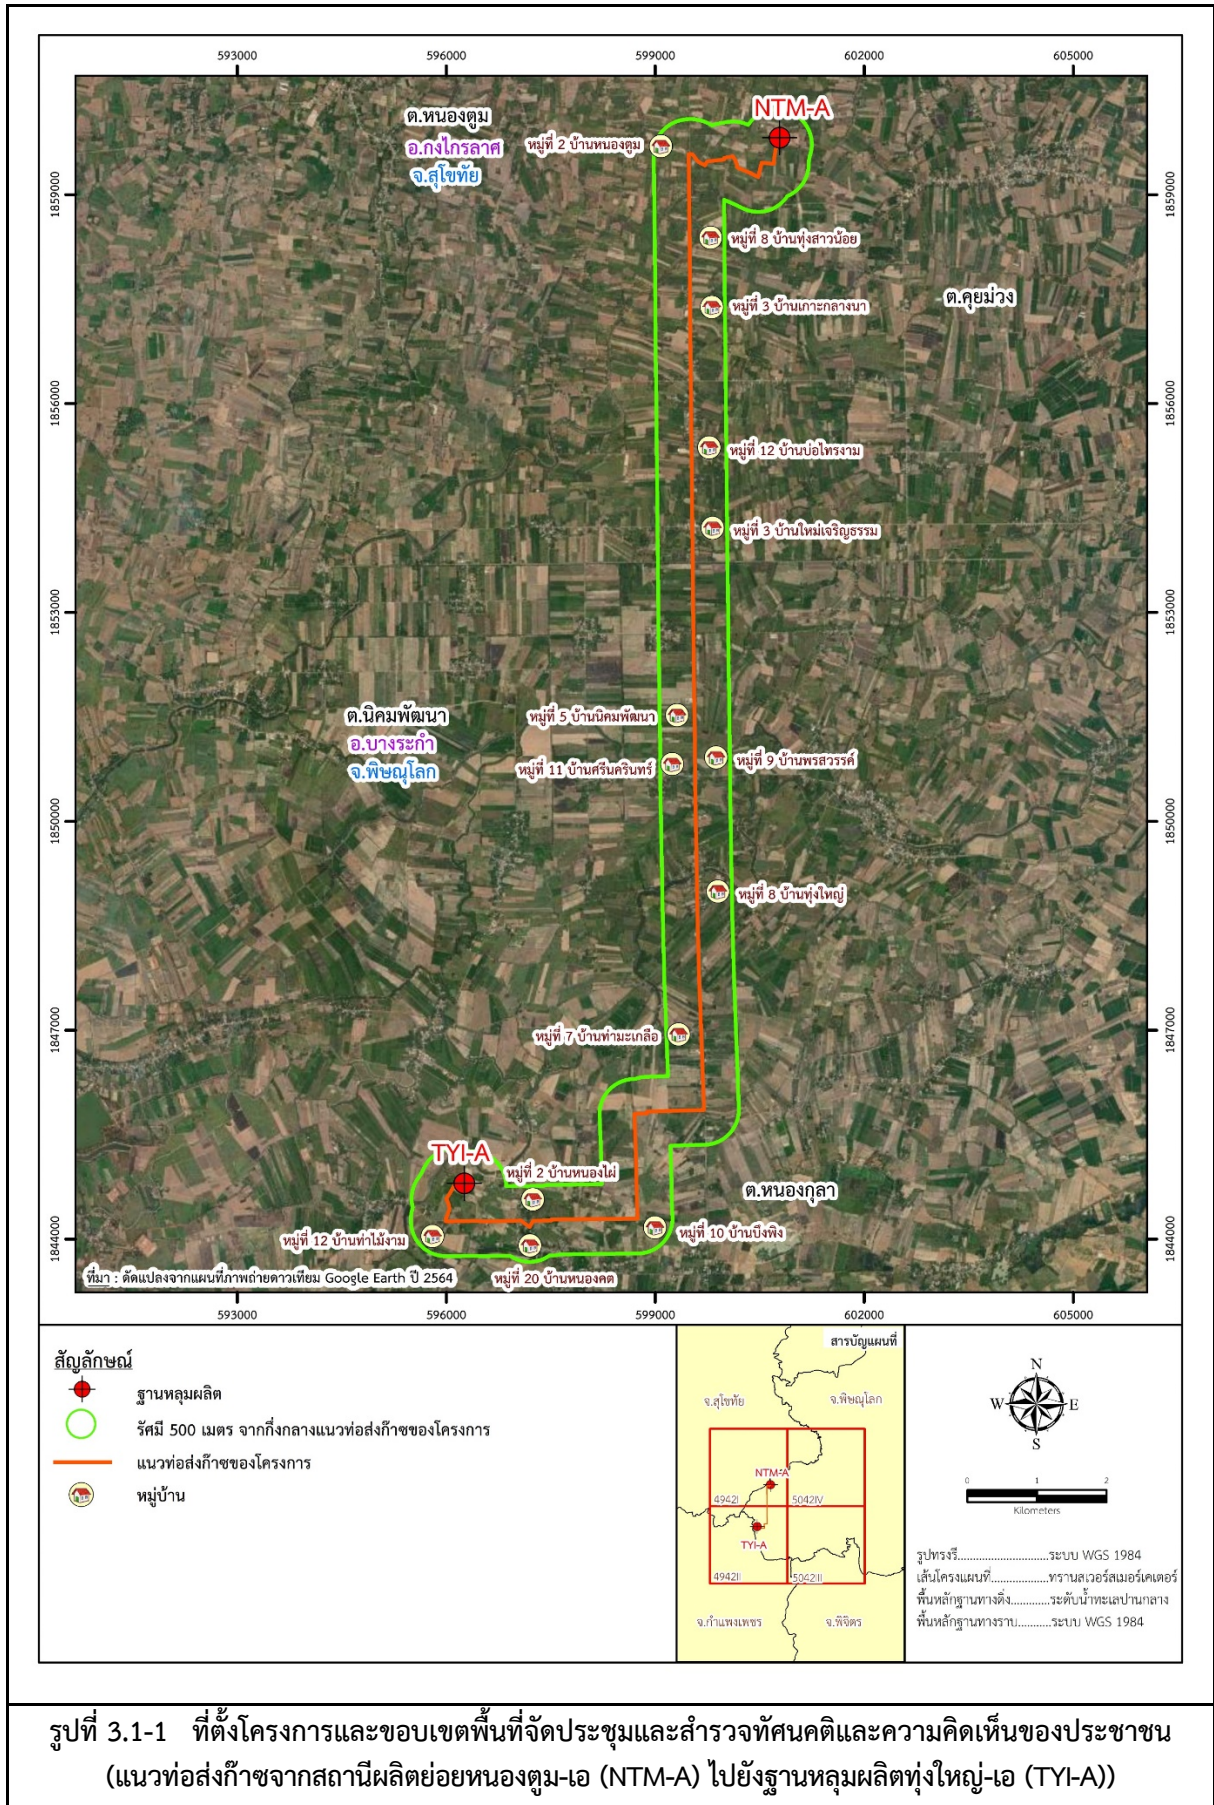 593000 596000 599000 602000 605000
NTM-A
ต.หนองตูม
อ.กงไกรลาศ
จ.สุโขทัย
หมู่ที่ 2 บ้านหนองตูม
1859000 1859000
หมู่ที่ 8 บ้านทุ่งสาวน้อย
ต.คุยม่วง
หมู่ที่ 3 บ้านเกาะกลางนา
1856000 1856000
หมู่ที่ 12 บ้านบ่อไทรงาม
หมู่ที่ 3 บ้านใหม่เจริญธรรม
1853000 1853000
ต.นิคมพัฒนา
อ.บางระกำ
จ.พิษณุโลก
หมู่ที่ 5 บ้านนิคมพัฒนา
หมู่ที่ 11 บ้านศรีนครินทร์
หมู่ที่ 9 บ้านพรสวรรค์
1850000 1850000
หมู่ที่ 8 บ้านทุ่งใหญ่
1847000 1847000
หมู่ที่ 7 บ้านท่ามะเกลือ
TYI-A
หมู่ที่ 2 บ้านหนองไผ่
ต.หนองกุลา
หมู่ที่ 12 บ้านท่าไม้งาม
หมู่ที่ 10 บ้านบึงพิง
1844000 1844000
หมู่ที่ 20 บ้านหนองคต
ที่มา : ดัดแปลงจากแผนที่ภาพถ่ายดาวเทียม Google Earth ปี 2564
593000 596000 599000 602000 605000
สัญลักษณ์
ฐานหลุมผลิต
รัศมี 500 เมตร จากกึ่งกลางแนวท่อส่งก๊าซของโครงการ
แนวท่อส่งก๊าซของโครงการ
หมู่บ้าน
สารบัญแผนที่
จ.สุโขทัย
จ.พิษณุโลก
NTM-A
4942I
5042IV
TYI-A
4942II
5042III
จ.กำแพงเพชร
จ.พิจิตร
N
W E
S
0 1 2
Kilometers
รูปทรงรี............................ระบบ WGS 1984
เส้นโครงแผนที่..................ทรานสเวอร์สเมอร์เคเตอร์
พื้นหลักฐานทางดิ่ง............ระดับน้ำทะเลปานกลาง
พื้นหลักฐานทางราบ..........ระบบ WGS 1984
รูปที่ 3.1-1 ที่ตั้งโครงการและขอบเขตพื้นที่จัดประชุมและสำรวจทัศนคติและความคิดเห็นของประชาชน
(แนวท่อส่งก๊าซจากสถานีผลิตย่อยหนองตูม-เอ (NTM-A) ไปยังฐานหลุมผลิตทุ่งใหญ่-เอ (TYI-A))